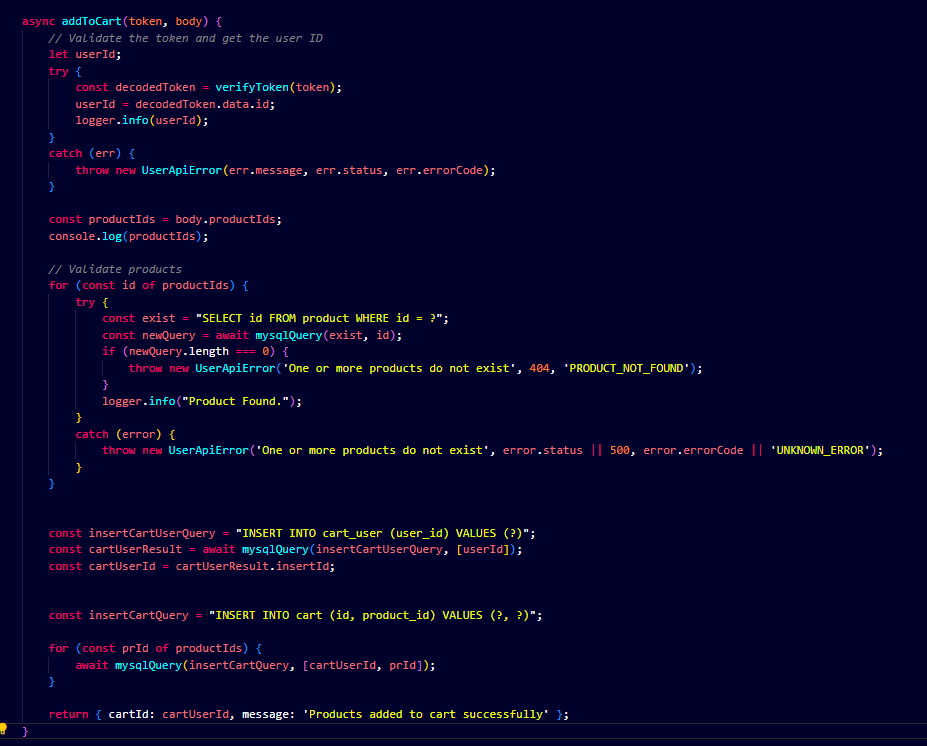 async addToCart(token, body) {
// Validate the token and get the user ID
let userId;
try {
const decodedToken = verifyToken(token);
userId = decodedToken.data.id;
logger.info(userId);
}
catch (err) {
throw new UserApiError(err.message, err.status, err.errorCode);
}
const productIds = body.productIds;
console.log(productIds);
// Validate products
for (const id of productIds) {
try {
const exist = "SELECT id FROM product WHERE id = ?";
const newQuery = await mysqlQuery(exist, id);
if (newQuery.length === 0) {
throw new UserApiError('One or more products do not exist', 404, 'PRODUCT_NOT_FOUND');
}
logger.info("Product Found.");
}
catch (error) {
throw new UserApiError('One or more products do not exist', error.status || 500, error.errorCode || 'UNKNOWN_ERROR');
}
}
const insertCartUserQuery = "INSERT INTO cart_user (user_id) VALUES (?)";
const cartUserResult = await mysqlQuery(insertCartUserQuery, [userId]);
const cartUserId = cartUserResult.insertId;
const insertCartQuery = "INSERT INTO cart (id, product_id) VALUES (?, ?)";
for (const prId of productIds) {
await mysqlQuery(insertCartQuery, [cartUserId, prId]);
}
return { cartId: cartUserId, message: 'Products added to cart successfully' };
}